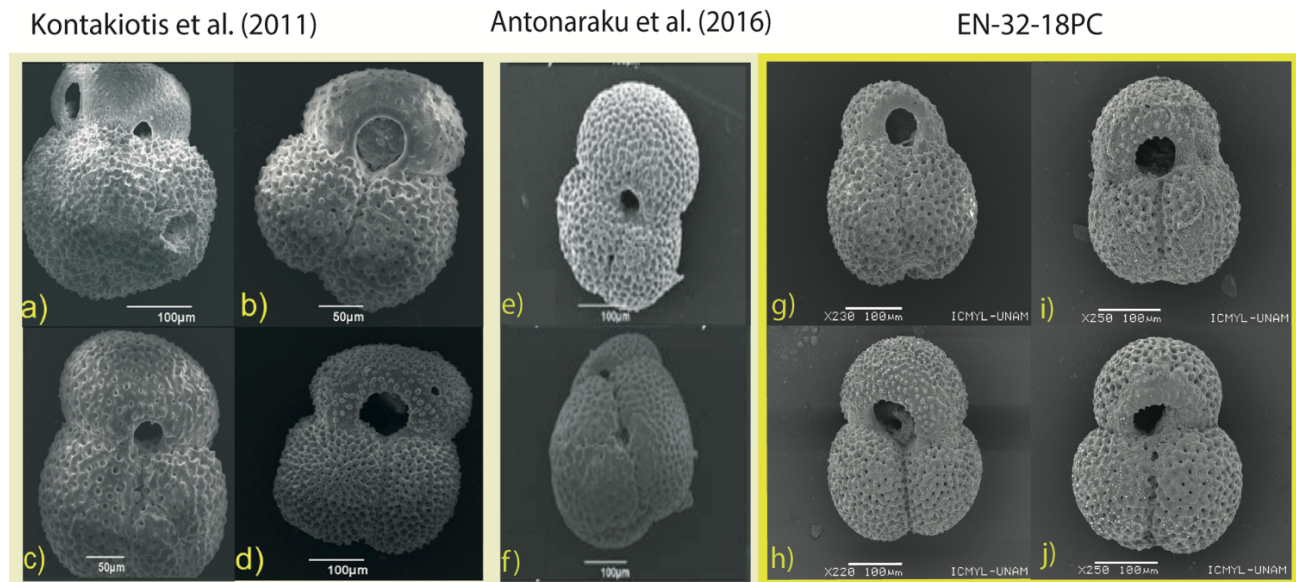 Kontakiotis et al. (2011)
Antonaraku et al. (2016)
EN-32-18PC
a)
100µm
b)
50µm
e)
100µm
g)
X230 100µm ICMYL-UNAM
i)
X250 100µm ICMYL-UNAM
c)
50µm
d)
100µm
f)
100µm
h)
X220 100µm ICMYL-UNAM
j)
X250 100µm ICMYL-UNAM